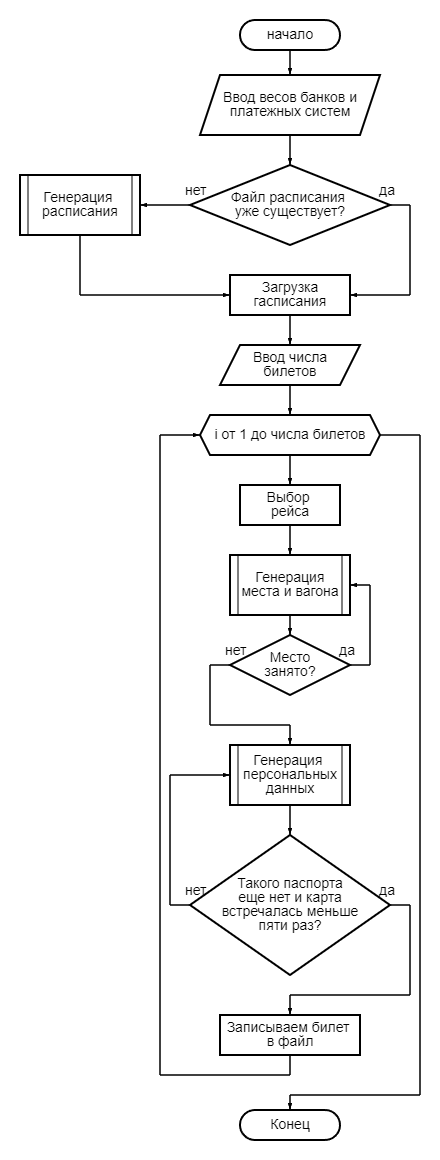 начало
Ввод весов банков и
платежных систем
нет
Файл расписания
уже существует?
да
Генерация
расписания
Загрузка
гасписания
Ввод числа
билетов
i от 1 до числа билетов
Выбор
рейса
Генерация
места и вагона
нет
Место
занято?
да
Генерация
персональных
данных
нет
Такого паспорта
еще нет и карта
встречалась меньше
пяти раз?
да
Записываем билет
в файл
Конец